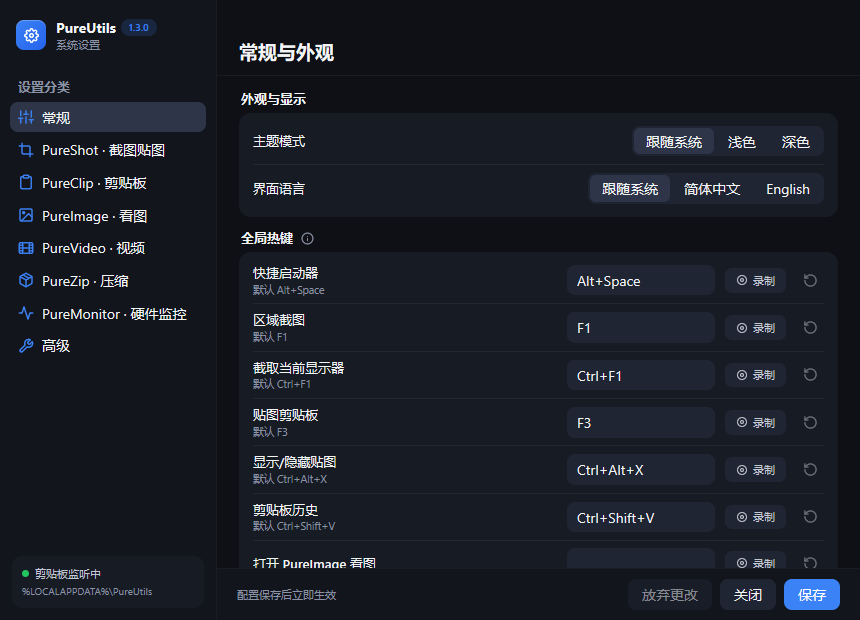 PureUtils 1.3.0
系统设置
设置分类
常规
PureShot · 截图贴图
PureClip · 剪贴板
PureImage · 看图
PureVideo · 视频
PureZip · 压缩
PureMonitor · 硬件监控
高级
剪贴板监听中
%LOCALAPPDATA%\PureUtils
常规与外观
外观与显示
主题模式 跟随系统 浅色 深色
界面语言 跟随系统 简体中文 English
全局热键
快捷启动器
默认 Alt+Space
Alt+Space 录制
区域截图
默认 F1
F1 录制
截取当前显示器
默认 Ctrl+F1
Ctrl+F1 录制
贴图剪贴板
默认 F3
F3 录制
显示/隐藏贴图
默认 Ctrl+Alt+X
Ctrl+Alt+X 录制
剪贴板历史
默认 Ctrl+Shift+V
Ctrl+Shift+V 录制
打开 PureImage 看图 录制
配置保存后立即生效 放弃更改 关闭 保存